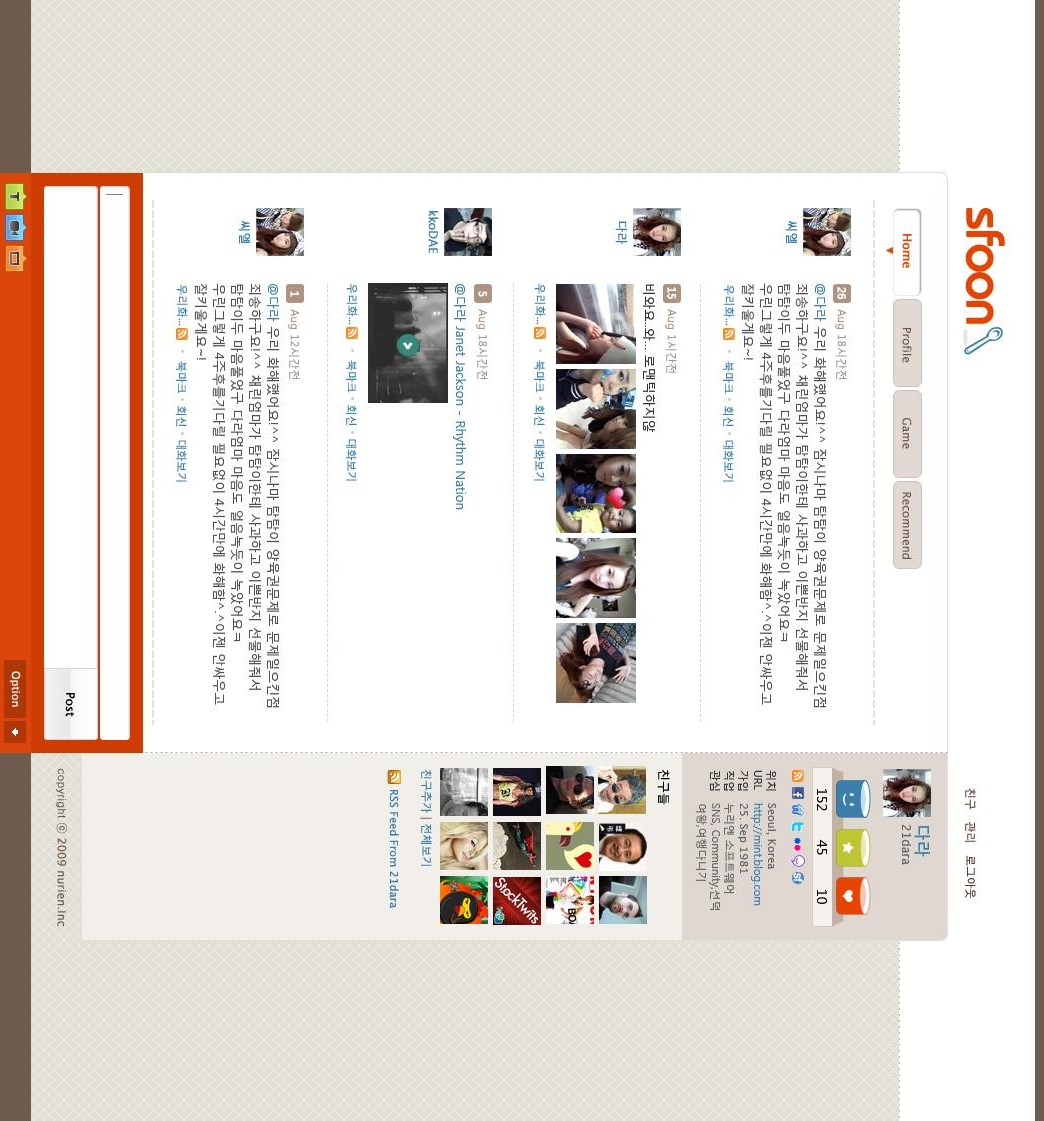 sfoon
친구 관리 로그아웃
Home
Profile
Game
Recommend
씨엘
26 Aug 18시간전
@다라 우리 화해했어요!^^ 잠시나마 탐탐이 양육권문제로 문제일으킨점
죄송하구요!^^ 채린엄마가 탐탐이한테 사과하고 이쁜반지 선물해줘서
탐탐이두 마음풀었구 다라엄마 마음도 얼음녹듯이 녹았어요ㅋ
우린그렇게 4주후를기다릴 필요없이 4시간만에 화해함^.^이젠 안싸우고
잘키울게요~!
우리화... 북마크 회신 대화보기
다라
15 Aug 1시간전
비와요..와... 로맨틱하지않
우리화... 북마크 회신 대화보기
kkoDAE
5 Aug 18시간전
@다라 Janet Jackson - Rhythm Nation
우리화... 북마크 회신 대화보기
씨엘
1 Aug 12시간전
@다라 우리 화해했어요!^^ 잠시나마 탐탐이 양육권문제로 문제일으킨점
죄송하구요!^^ 채린엄마가 탐탐이한테 사과하고 이쁜반지 선물해줘서
탐탐이두 마음풀었구 다라엄마 마음도 얼음녹듯이 녹았어요ㅋ
우린그렇게 4주후를기다릴 필요없이 4시간만에 화해함^.^이젠 안싸우고
잘키울게요~!
우리화... 북마크 회신 대화보기
Post
T
Option
다라
21dara
152 45 10
위치 Seoul, Korea
URL http://mint.blog.com
가입 25, Sep 1981
직업 누리엔 소프트웨어
관심 SNS, Community,선덕
여왕,여행다니기
친구들
StockTwits
친구추가 | 전체보기
RSS Feed From 21dara
copyright ⓒ 2009 nurien.inc